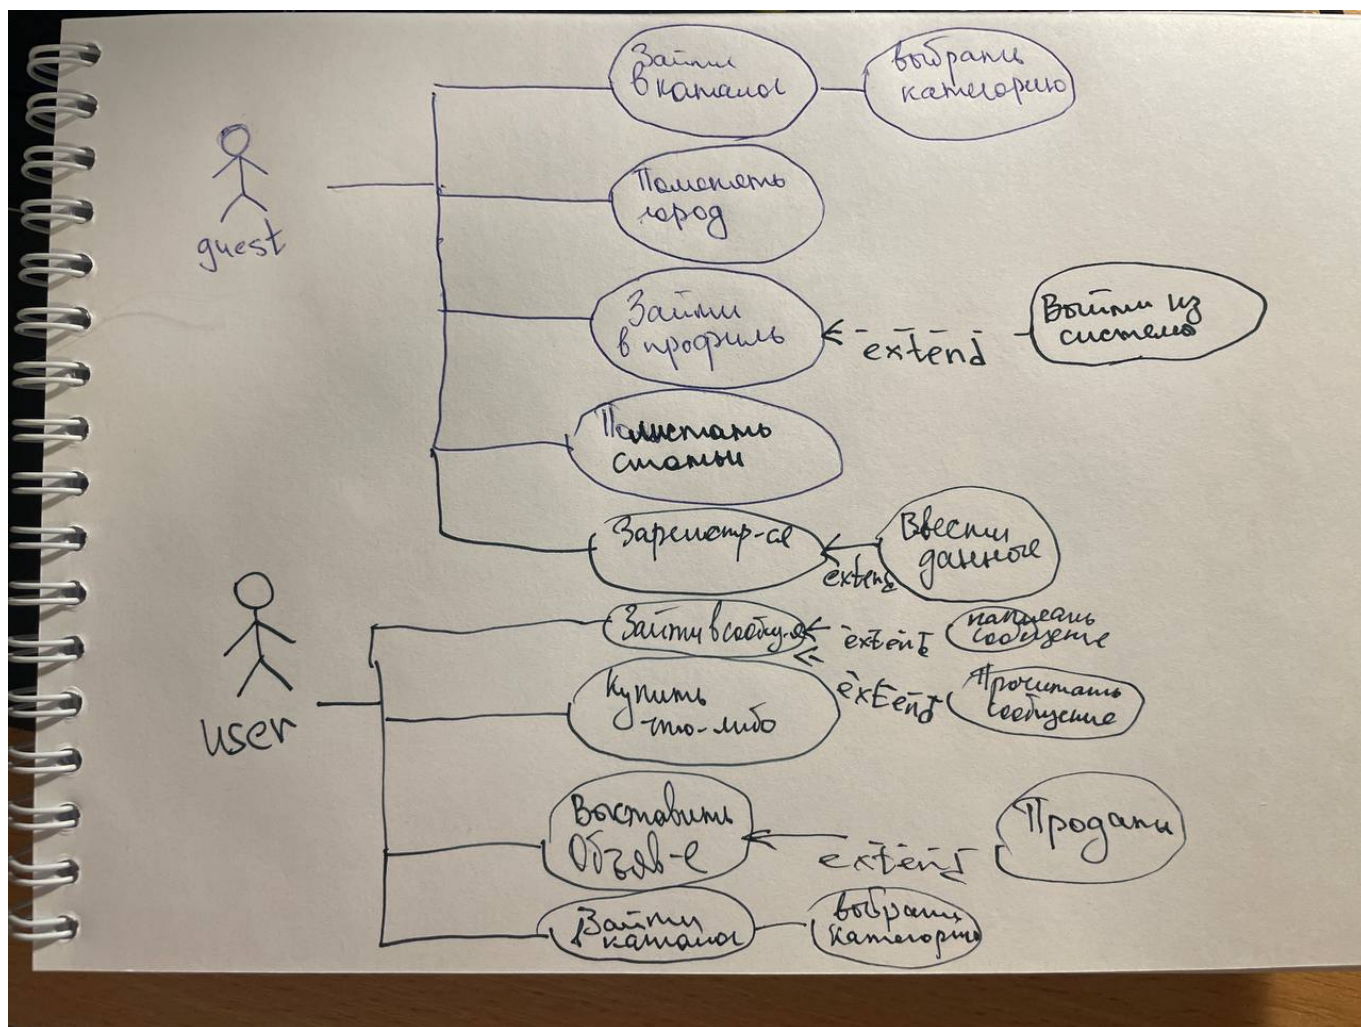 Зайти
в каталог
выбрать
категорию
Поменять
город
guest
Зайти
в профиль
extend
Выйти из
системы
Полистать
статьи
Зарегистр-ся
extend
Ввести
данные
Зайти в сообщ-я
extend
написать
сообщение
extend
Прочитать
сообщение
user
Купить
что-либо
Выставить
Объяв-е
extend
Продать
Зайти
каталог
выбрать
категорию